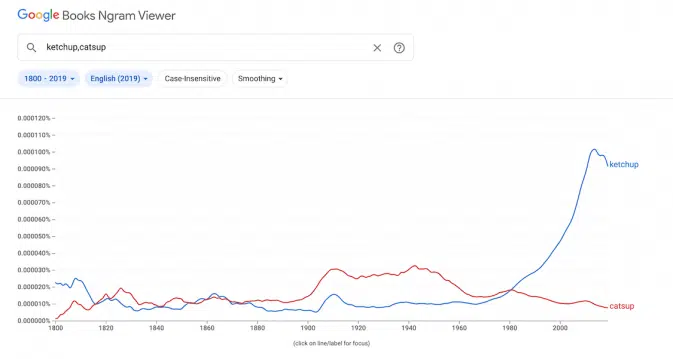 Google Books Ngram Viewer
ketchup,catsup
1800 - 2019 English (2019) Case-Insensitive Smoothing
0.000120%
0.000110%
0.000100%
0.000090%
0.000080%
0.000070%
0.000060%
0.000050%
0.000040%
0.000030%
0.000020%
0.000010%
0.000000%
ketchup
catsup
1800 1820 1840 1860 1880 1900 1920 1940 1960 1980 2000
(click on line/label for focus)